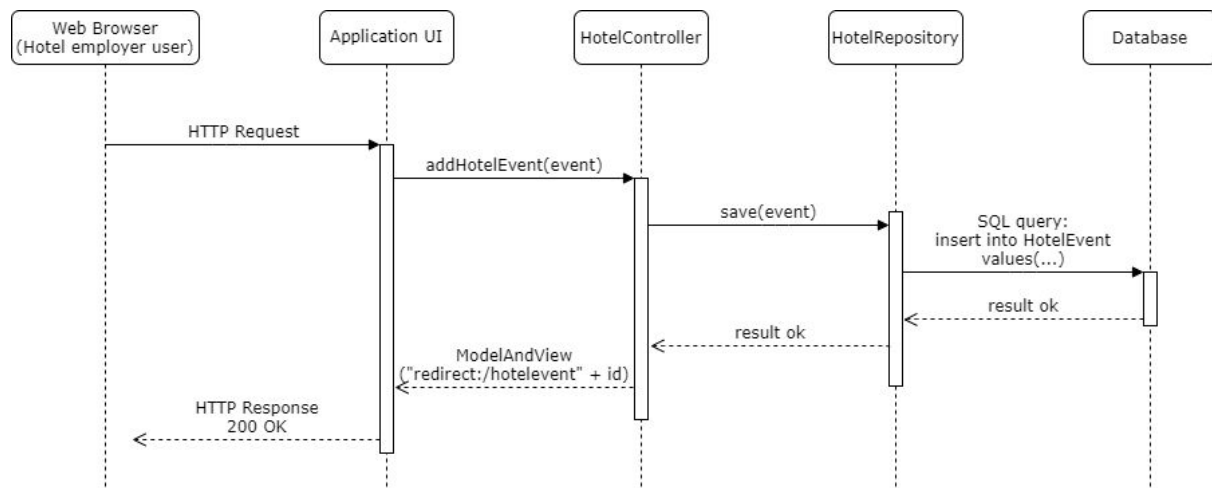 Web Browser
(Hotel employer user)
Application UI
HotelController
HotelRepository
Database
HTTP Request
addHotelEvent(event)
save(event)
SQL query:
insert into HotelEvent
values(...)
result ok
result ok
ModelAndView
("redirect:/hotelevent" + id)
HTTP Response
200 OK